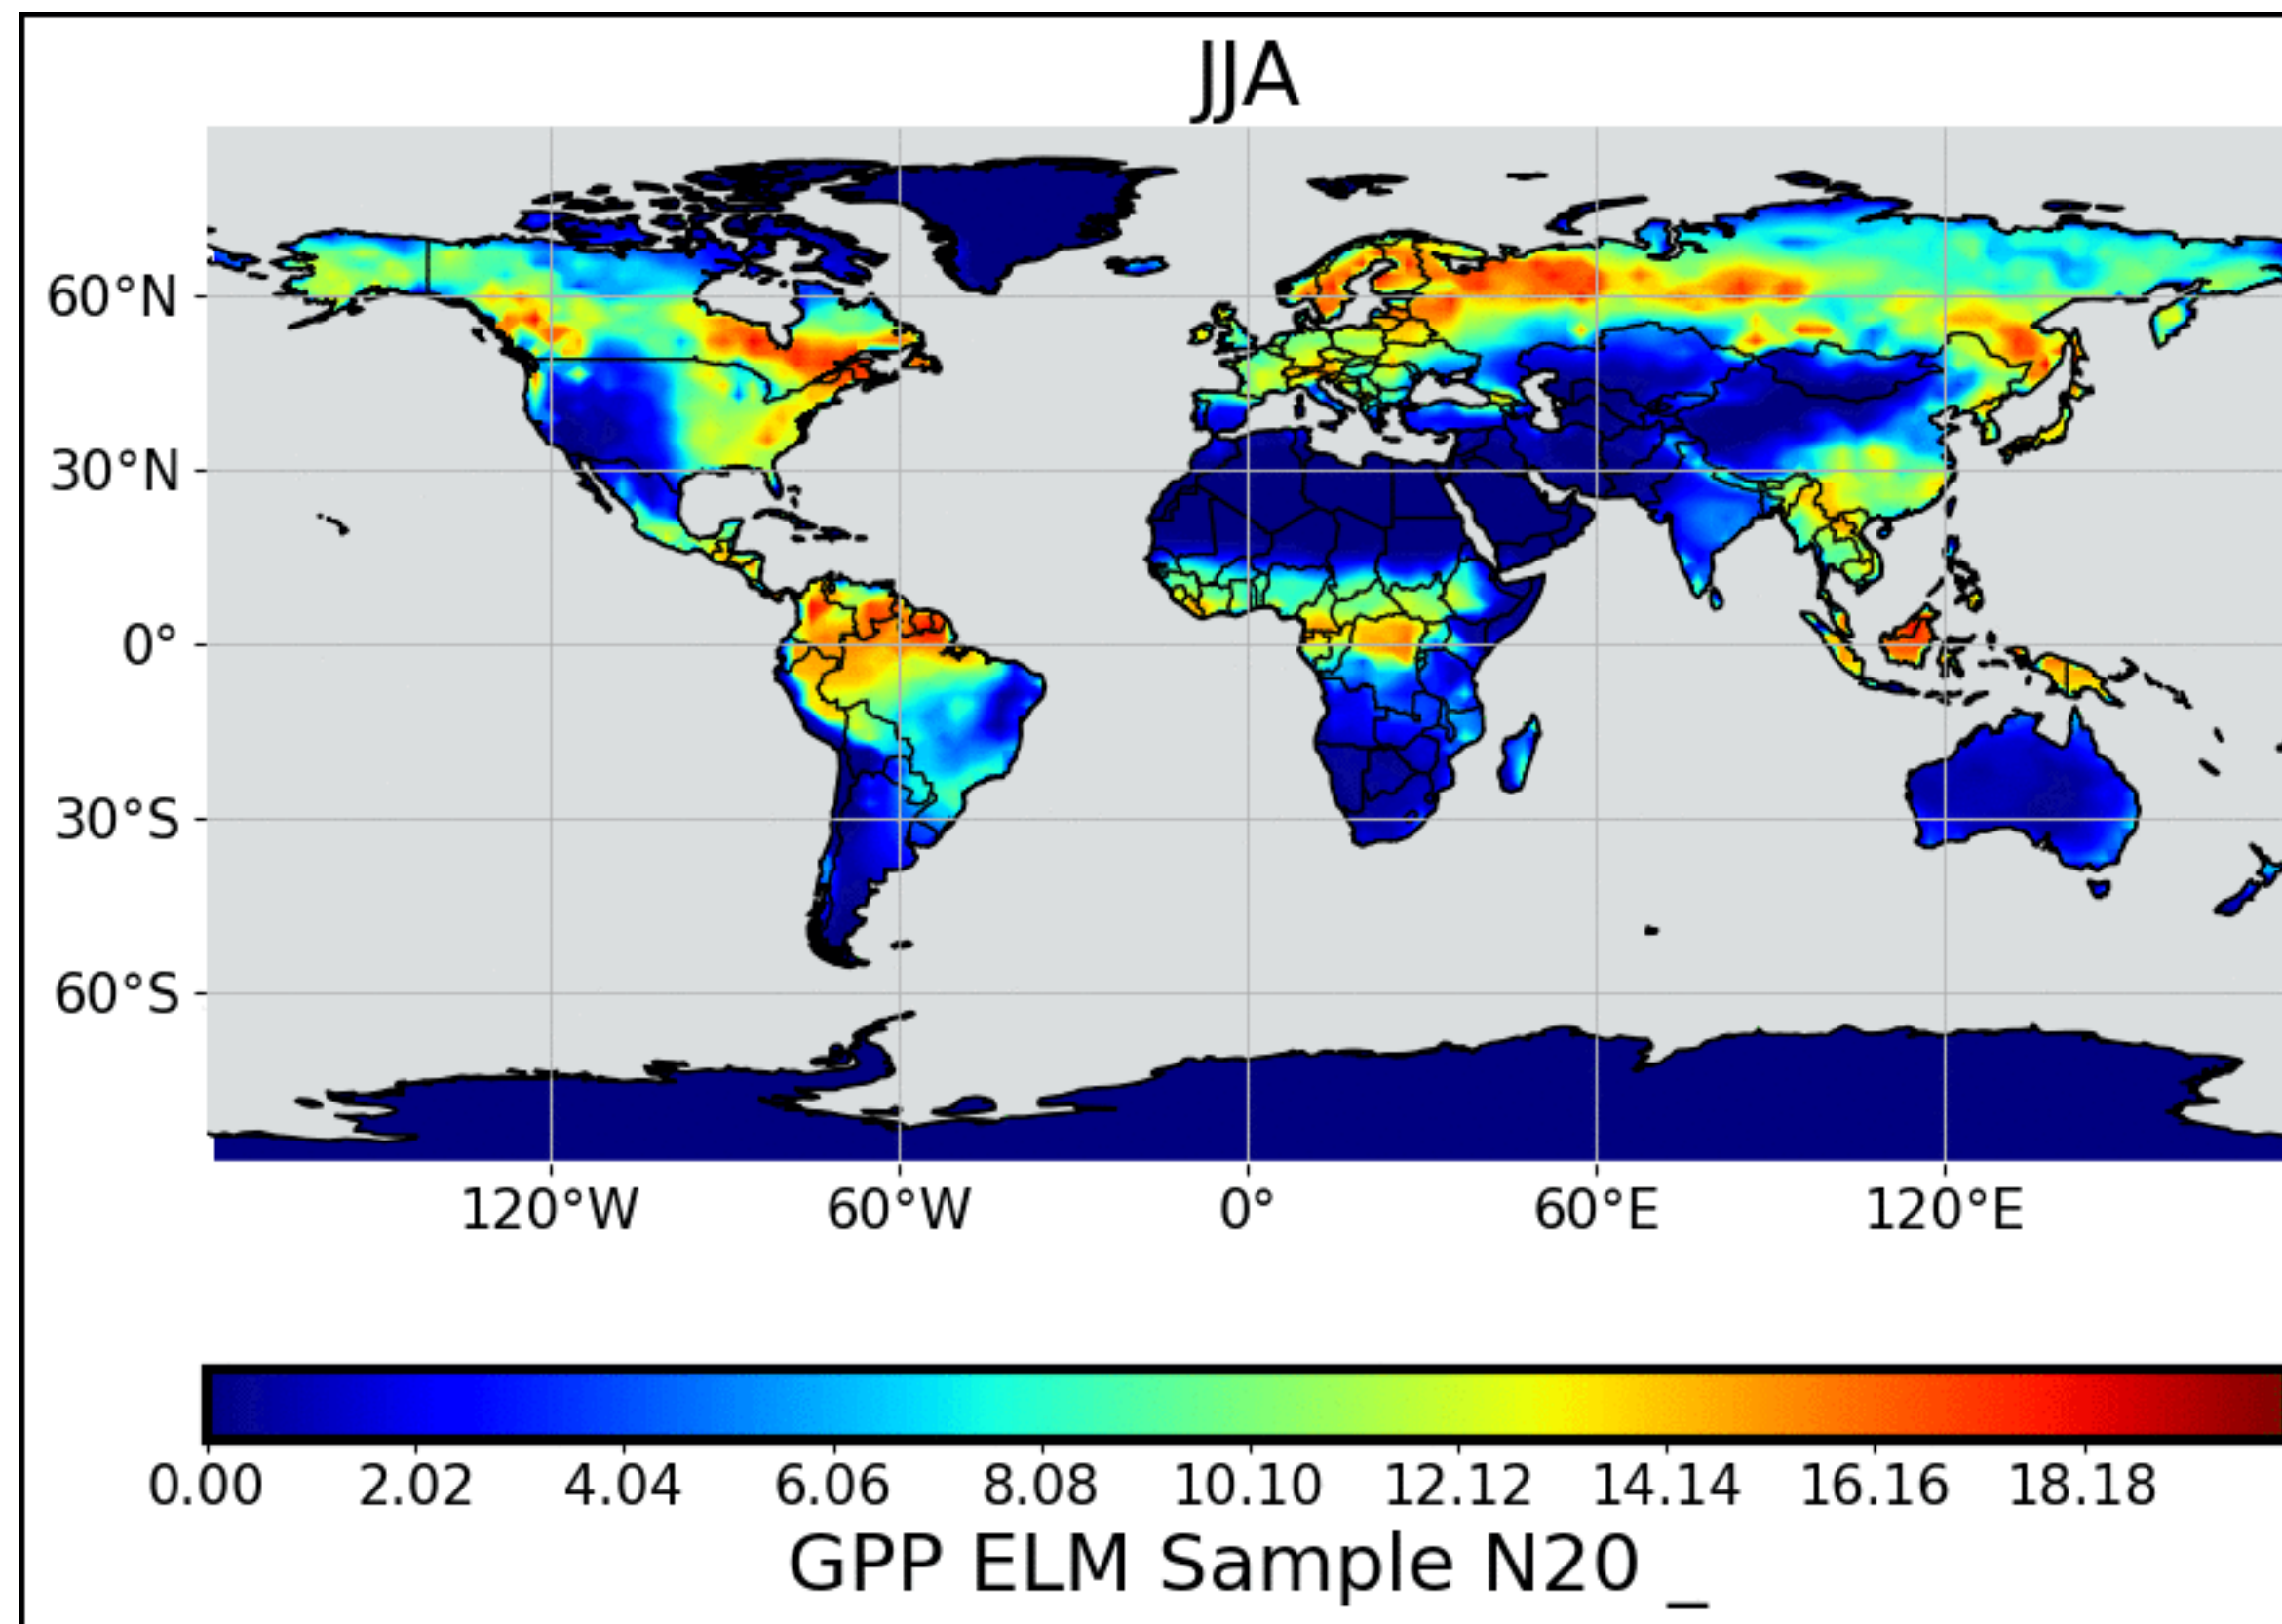 JJA
60°N
30°N
0°
30°S
60°S
120°W 60°W 0° 60°E 120°E
0.00 2.02 4.04 6.06 8.08 10.10 12.12 14.14 16.16 18.18
GPP ELM Sample N20 _